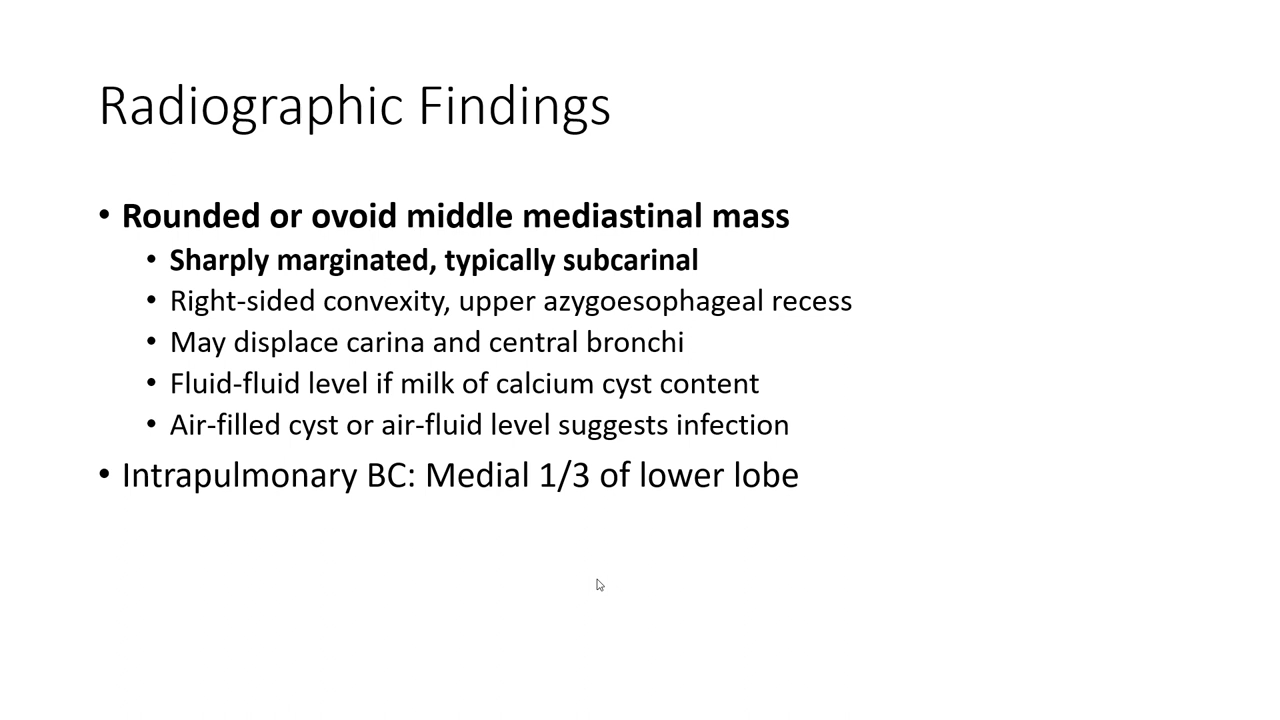 Radiographic Findings
• Rounded or ovoid middle mediastinal mass
• Sharply marginated, typically subcarinal
• Right-sided convexity, upper azygoesophageal recess
• May displace carina and central bronchi
• Fluid-fluid level if milk of calcium cyst content
• Air-filled cyst or air-fluid level suggests infection
• Intrapulmonary BC: Medial 1/3 of lower lobe